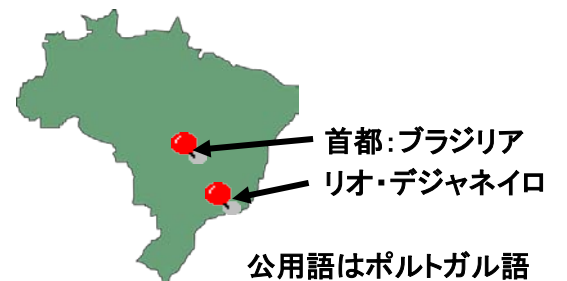 首都：ブラジリア
リオ・デジャネイロ
公用語はポルトガル語